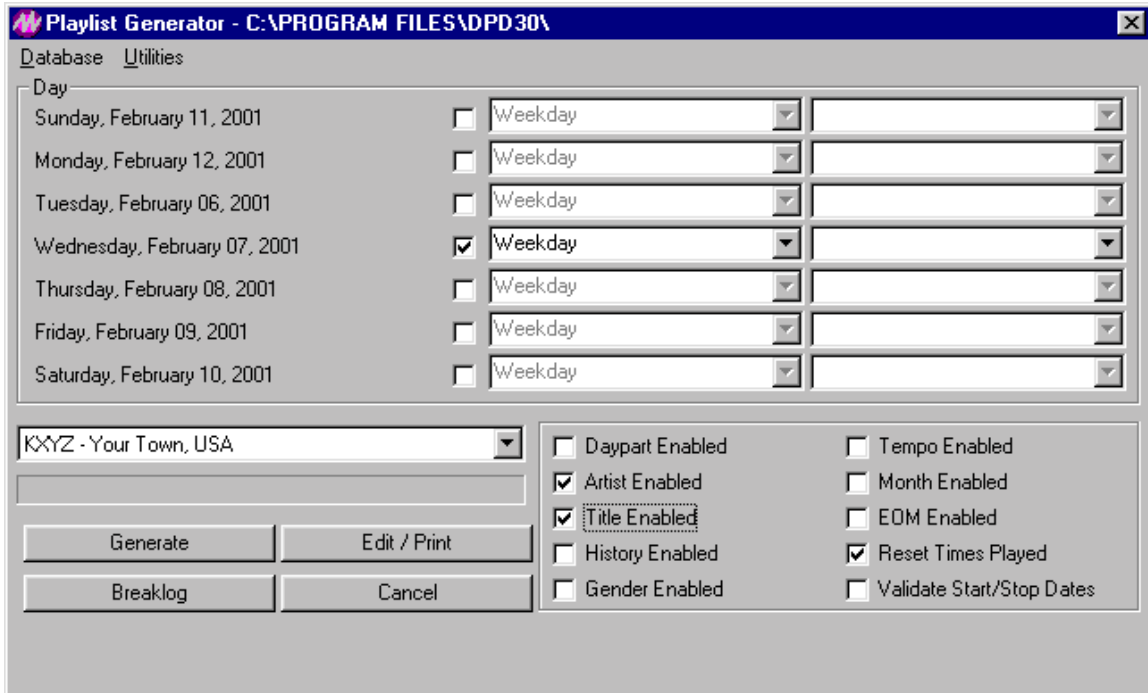 Playlist Generator - C:\PROGRAM FILES\DPD30\
Database Utilities
Day
Sunday, February 11, 2001 Weekday
Monday, February 12, 2001 Weekday
Tuesday, February 06, 2001 Weekday
Wednesday, February 07, 2001 Weekday
Thursday, February 08, 2001 Weekday
Friday, February 09, 2001 Weekday
Saturday, February 10, 2001 Weekday
KXYZ - Your Town, USA
Generate Edit / Print
Breaklog Cancel
Daypart Enabled Tempo Enabled
Artist Enabled Month Enabled
Title Enabled EOM Enabled
History Enabled Reset Times Played
Gender Enabled Validate Start/Stop Dates